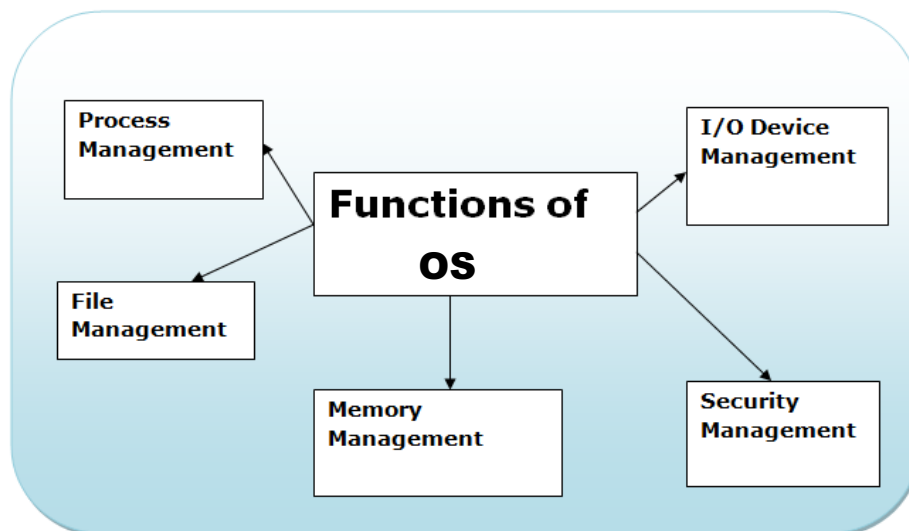 Process
Management
I/O Device
Management
Functions of
OS
File
Management
Memory
Management
Security
Management